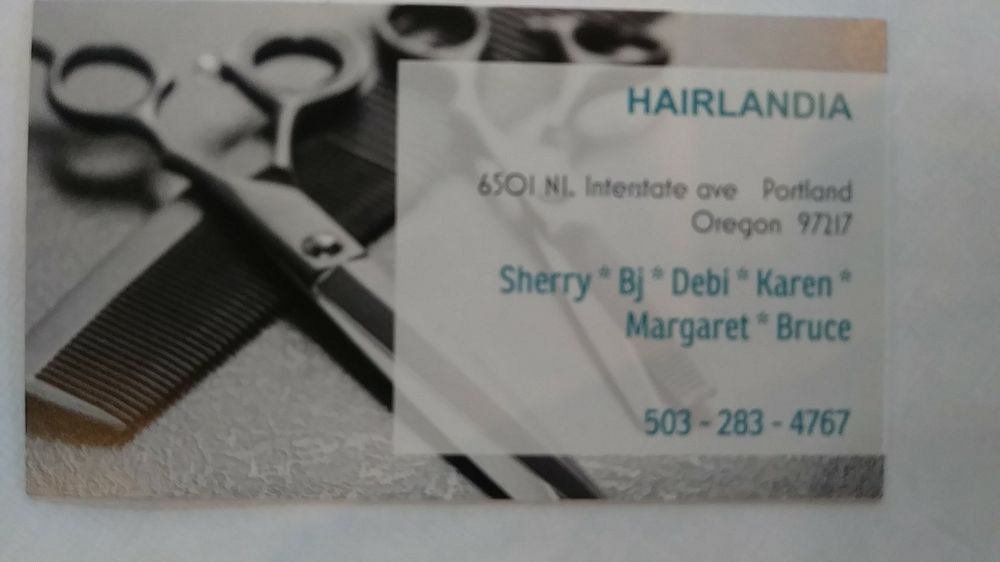 HAIRLANDIA
6501 N. Interstate ave Portland
Oregon 97217
Sherry * Bj * Debi * Karen *
Margaret * Bruce
503 - 283 - 4767